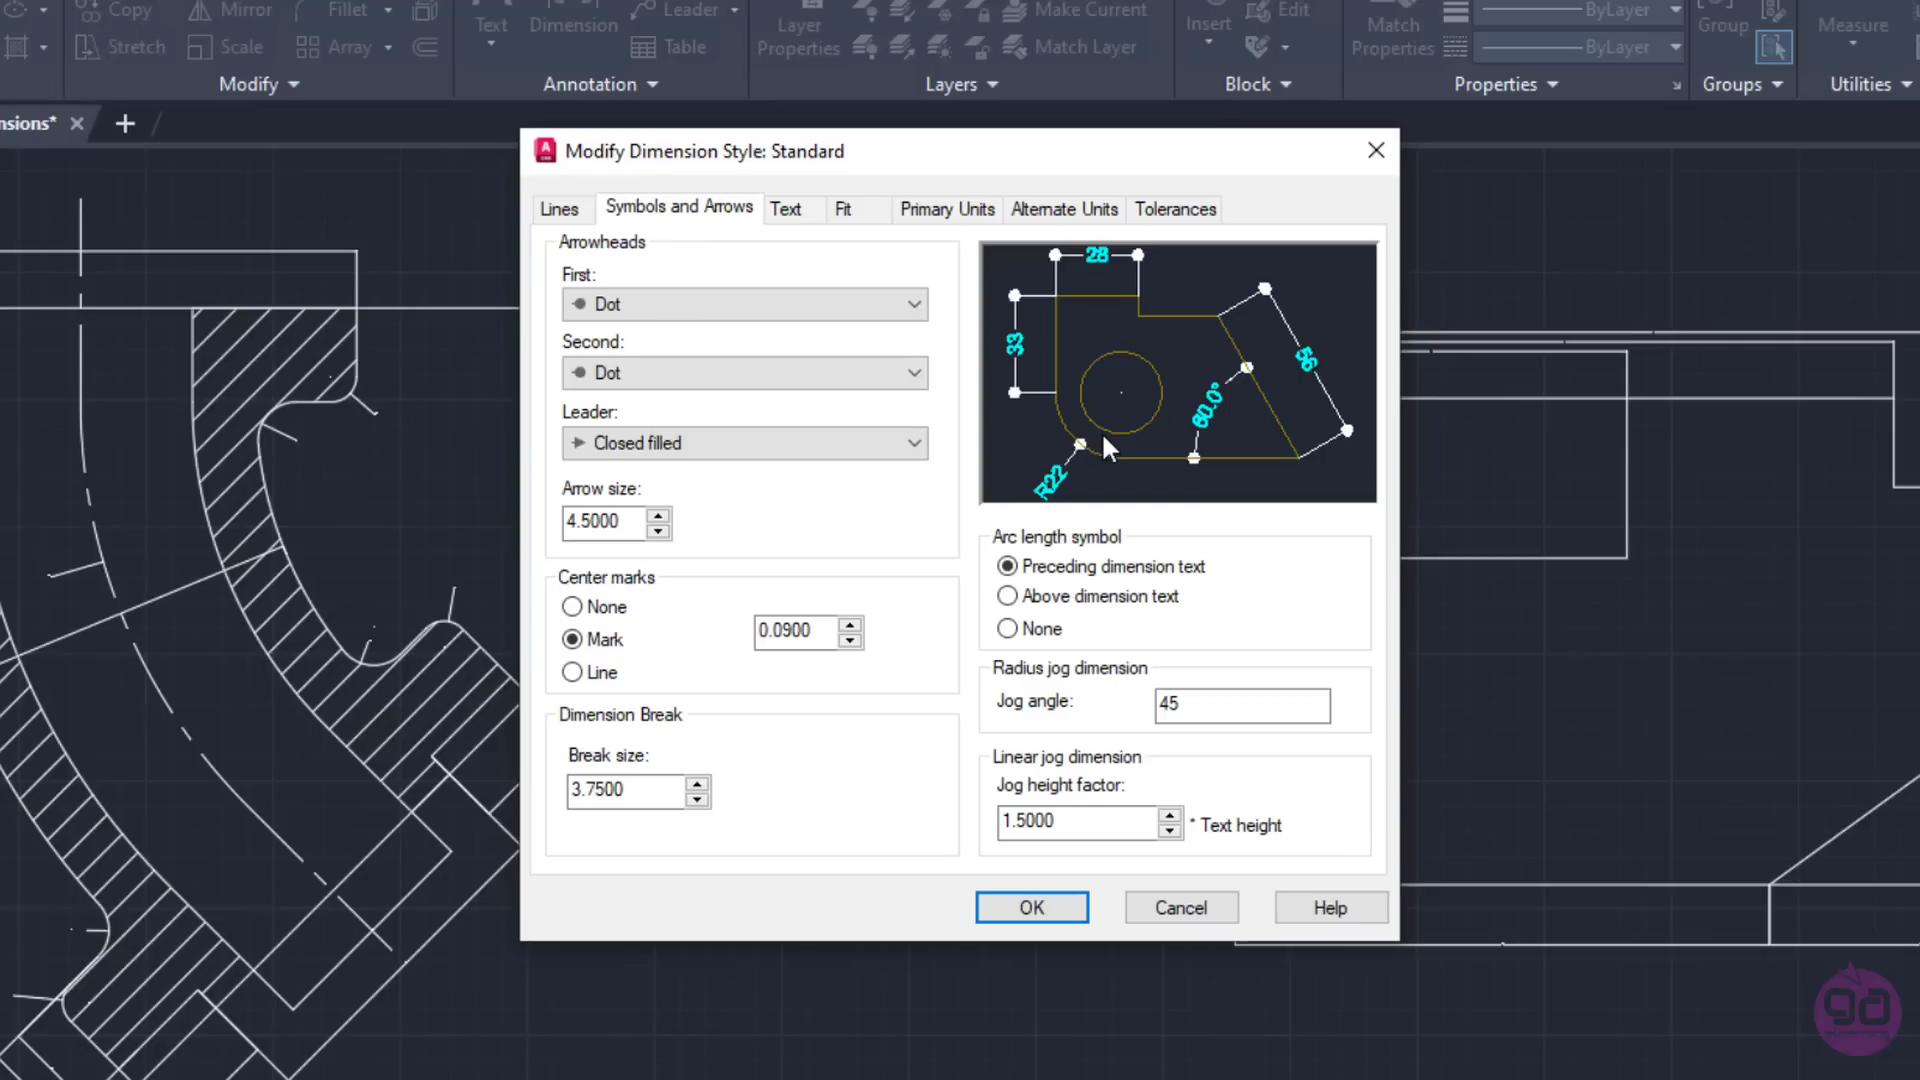 Copy Mirror Fillet Text Dimension Leader Layer Properties Make Current Insert Edit Match Properties ByLayer Group Measure
Stretch Scale Array Table Match Layer ByLayer
Modify Annotation Layers Block Properties Groups Utilities
nsions*
Modify Dimension Style: Standard
Lines Symbols and Arrows Text Fit Primary Units Alternate Units Tolerances
Arrowheads
First:
Dot
Second:
Dot
Leader:
Closed filled
Arrow size:
4.5000
Center marks
None
Mark
0.0900
Line
Dimension Break
Break size:
3.7500
28
33
56
60.0°
R22
Arc length symbol
Preceding dimension text
Above dimension text
None
Radius jog dimension
Jog angle:
45
Linear jog dimension
Jog height factor:
1.5000
* Text height
OK Cancel Help
ga